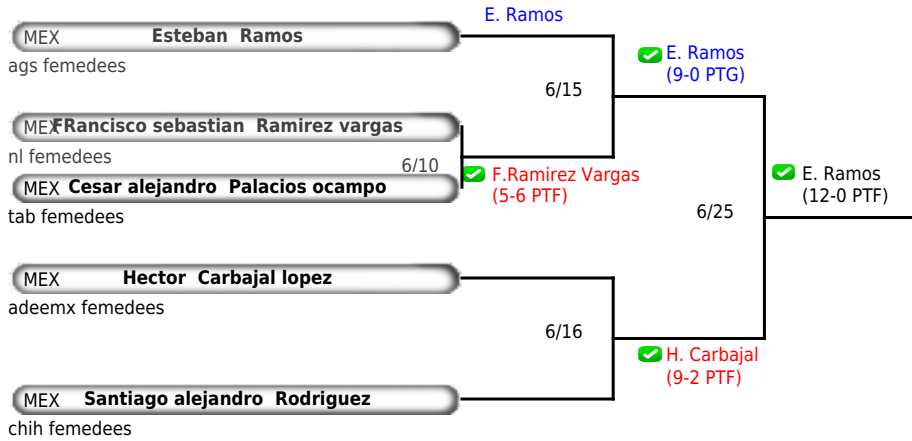 E. Ramos
MEX Esteban Ramos
ags femedees
E. Ramos
(9-0 PTG)
6/15
MEX FRancisco sebastian Ramirez vargas
nl femedees
6/10
F.Ramirez Vargas
(5-6 PTF)
MEX Cesar alejandro Palacios ocampo
tab femedees
E. Ramos
(12-0 PTF)
6/25
MEX Hector Carbajal lopez
adeemx femedees
6/16
H. Carbajal
(9-2 PTF)
MEX Santiago alejandro Rodriguez
chih femedees